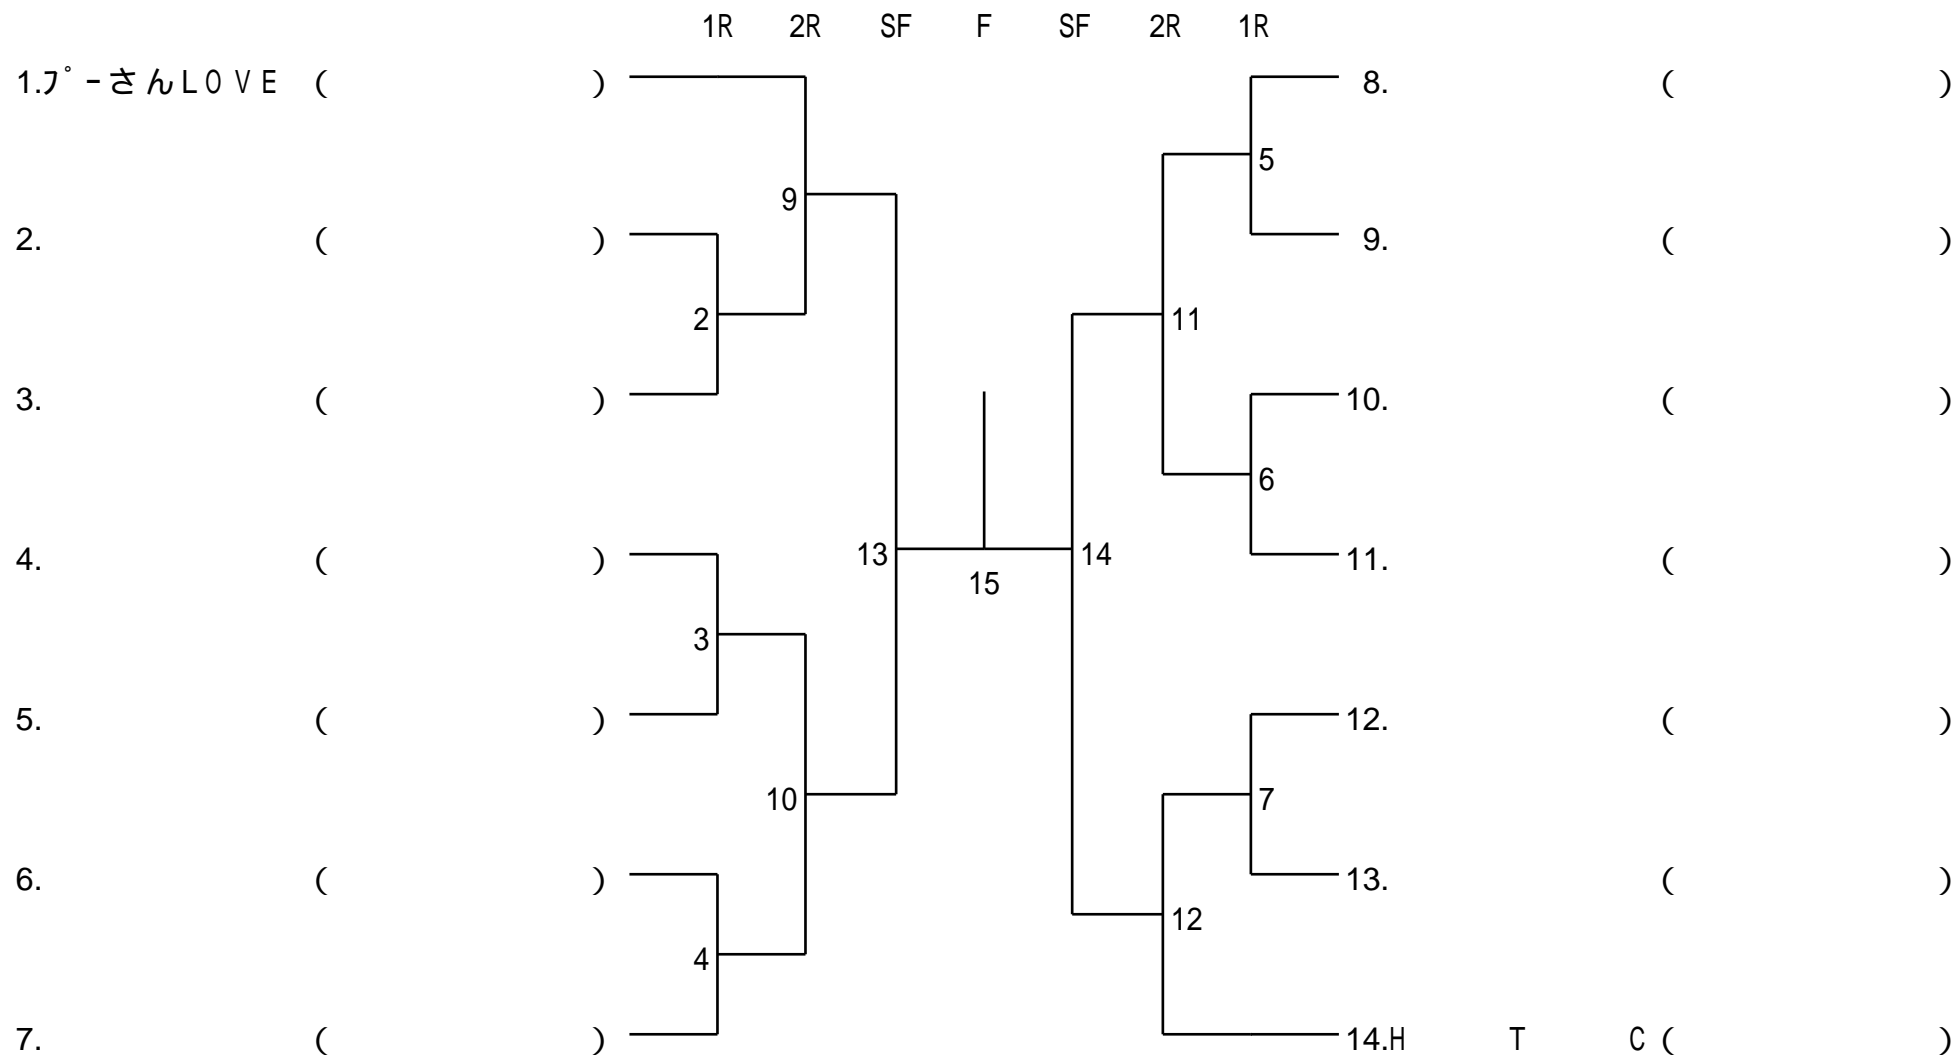 1R 2R SF F SF 2R 1R
1.ﾌﾟｰさんLOVE ( ) 8. ( )
5
9
2. ( ) 9. ( )
2 11
3. ( ) 10. ( )
6
4. ( ) 13 14 11. ( )
15
3
5. ( ) 12. ( )
10 7
6. ( ) 13. ( )
12
4
7. ( ) 14.H T C ( )